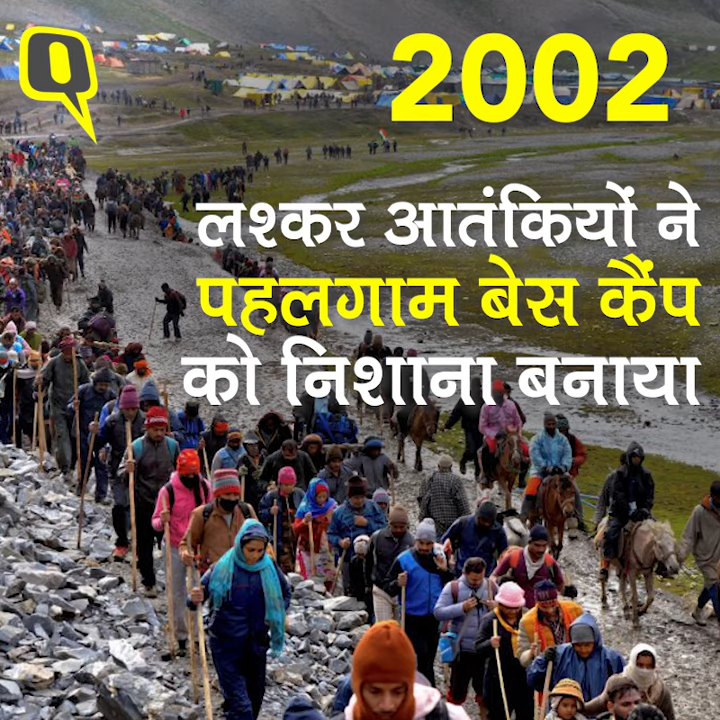 2002
लश्कर आतंकियों ने
पहलगाम बेस कैंप
को निशाना बनाया